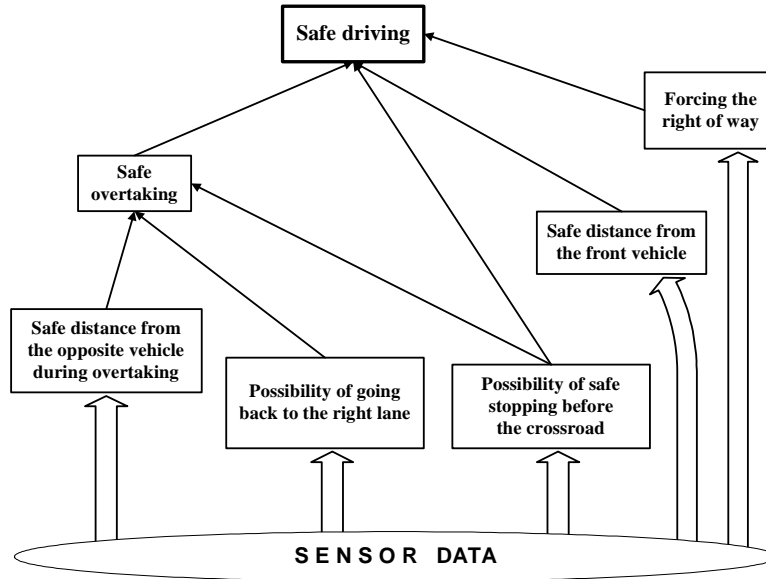 Safe driving
Forcing the
right of way
Safe
overtaking
Safe distance from
the front vehicle
Safe distance from
the opposite vehicle
during overtaking
Possibility of going
back to the right lane
Possibility of safe
stopping before
the crossroad
SENSOR DATA